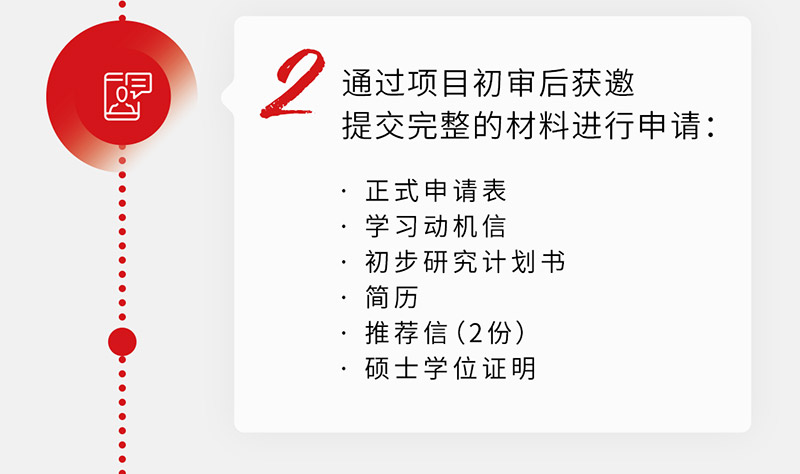 2
通过项目初审后获邀
提交完整的材料进行申请：
· 正式申请表
· 学习动机信
· 初步研究计划书
· 简历
· 推荐信（2份）
· 硕士学位证明